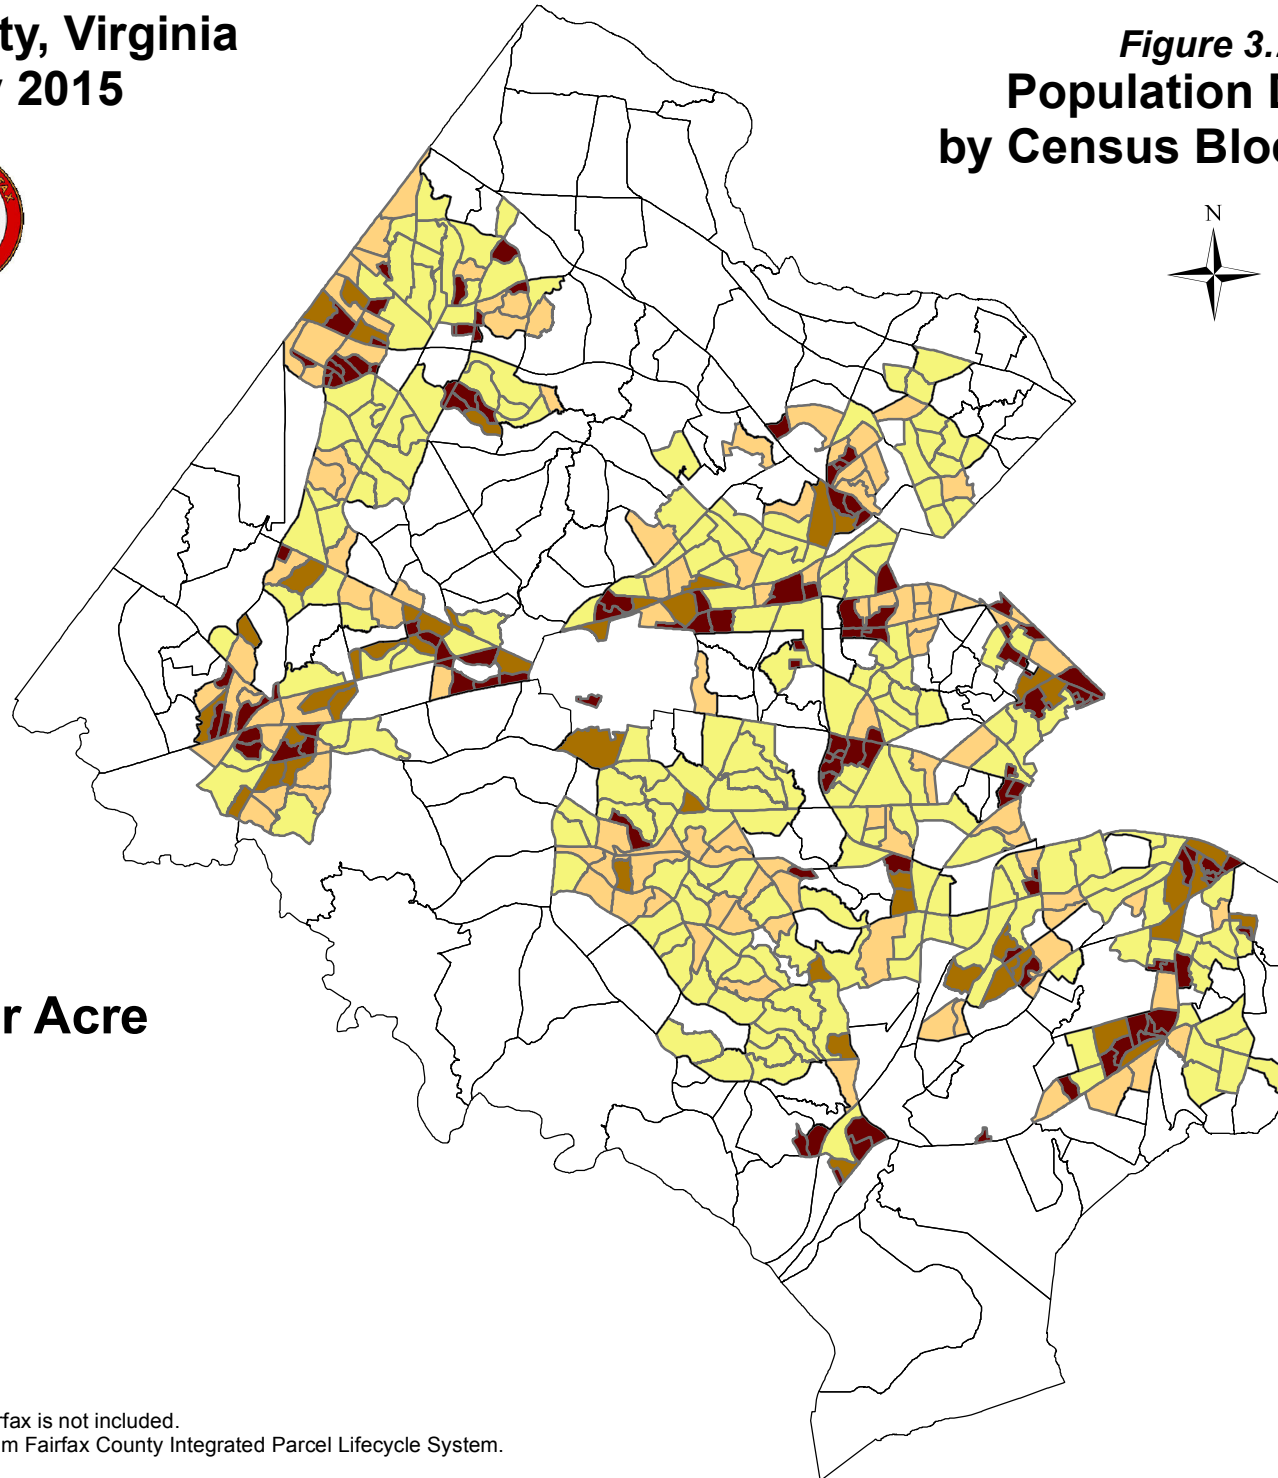 ty, Virginia
y 2015
Figure 3.
Population D
by Census Bloc
N
r Acre
rfax is not included.
m Fairfax County Integrated Parcel Lifecycle System.